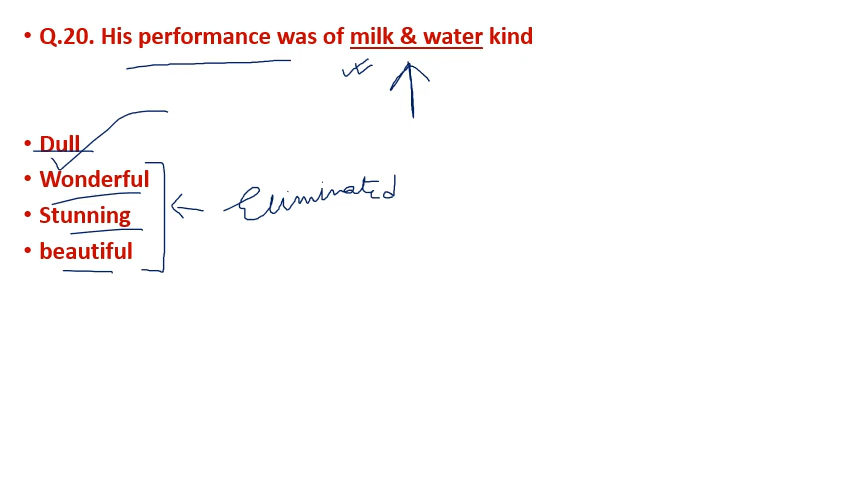 • Q.20. His performance was of milk & water kind
• Dull
• Wonderful
• Stunning
• beautiful
Eliminated